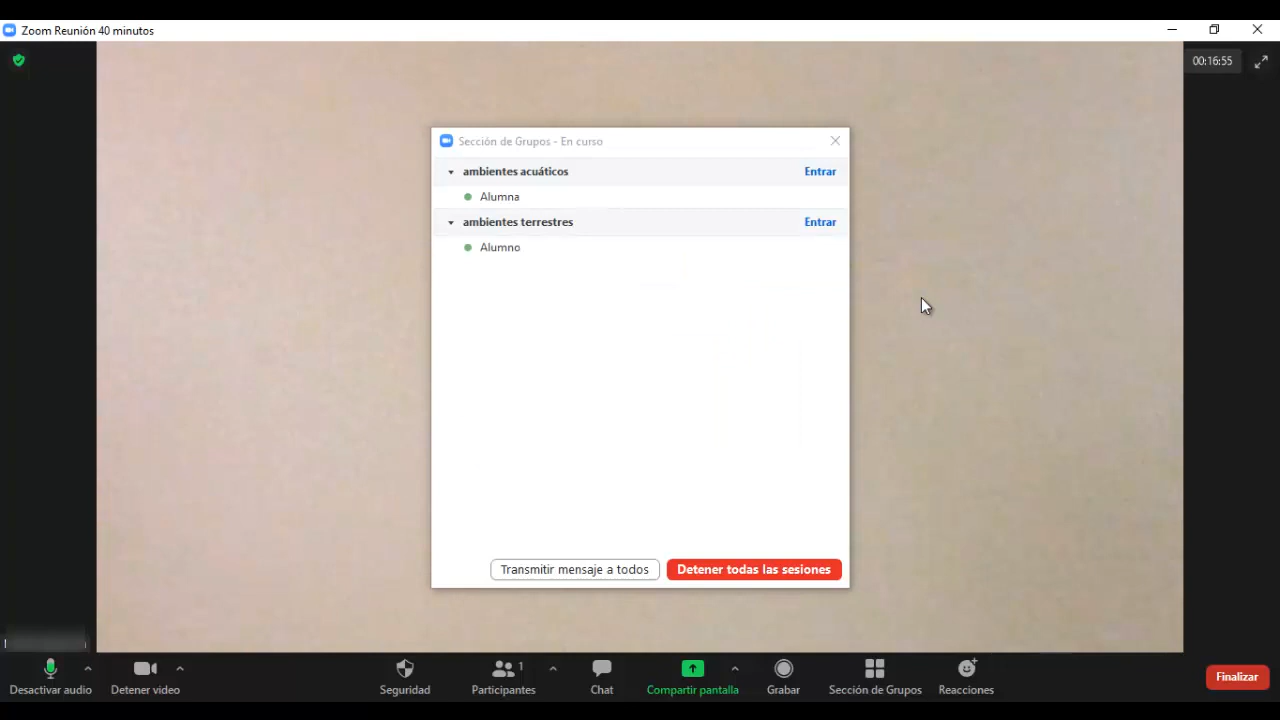 Zoom Reunión 40 minutos
00:16:55
Sección de Grupos - En curso
ambientes acuáticos Entrar
Alumna
ambientes terrestres Entrar
Alumno
Transmitir mensaje a todos Detener todas las sesiones
1
Desactivar audio Detener video Seguridad Participantes Chat Compartir pantalla Grabar Sección de Grupos Reacciones Finalizar